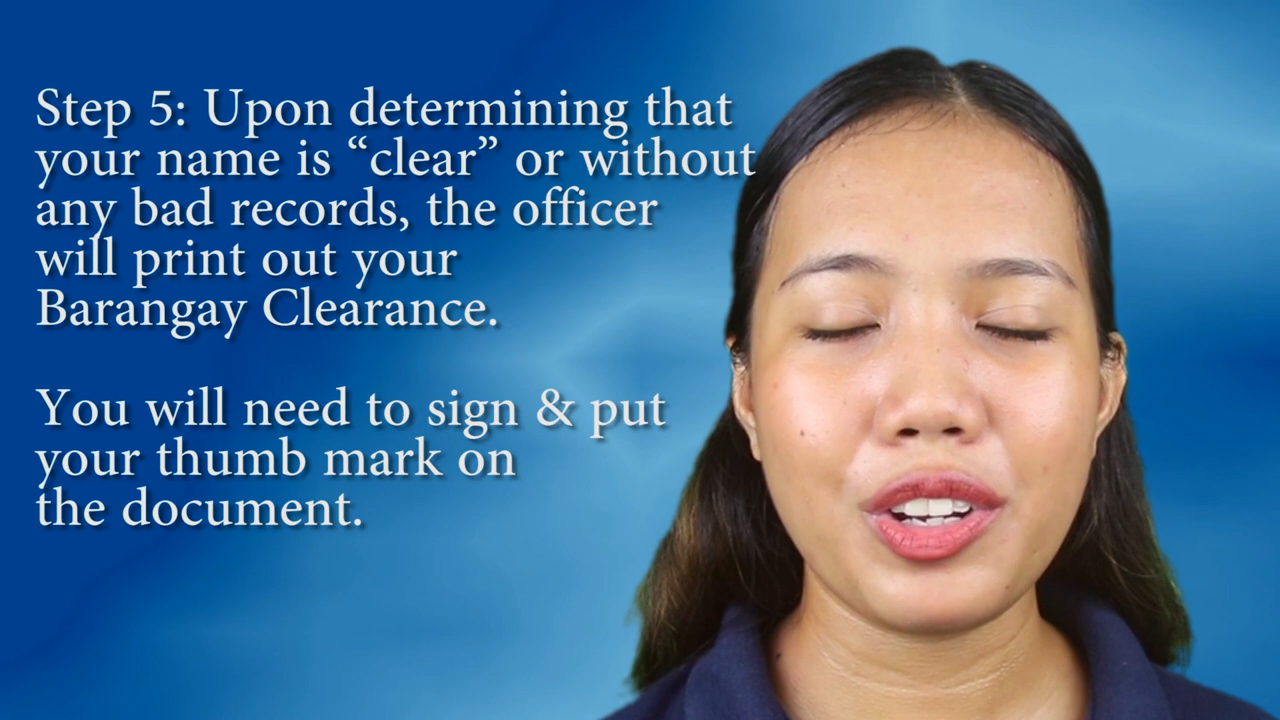 Step 5: Upon determining that
your name is “clear” or without
any bad records, the officer
will print out your
Barangay Clearance.
You will need to sign & put
your thumb mark on
the document.